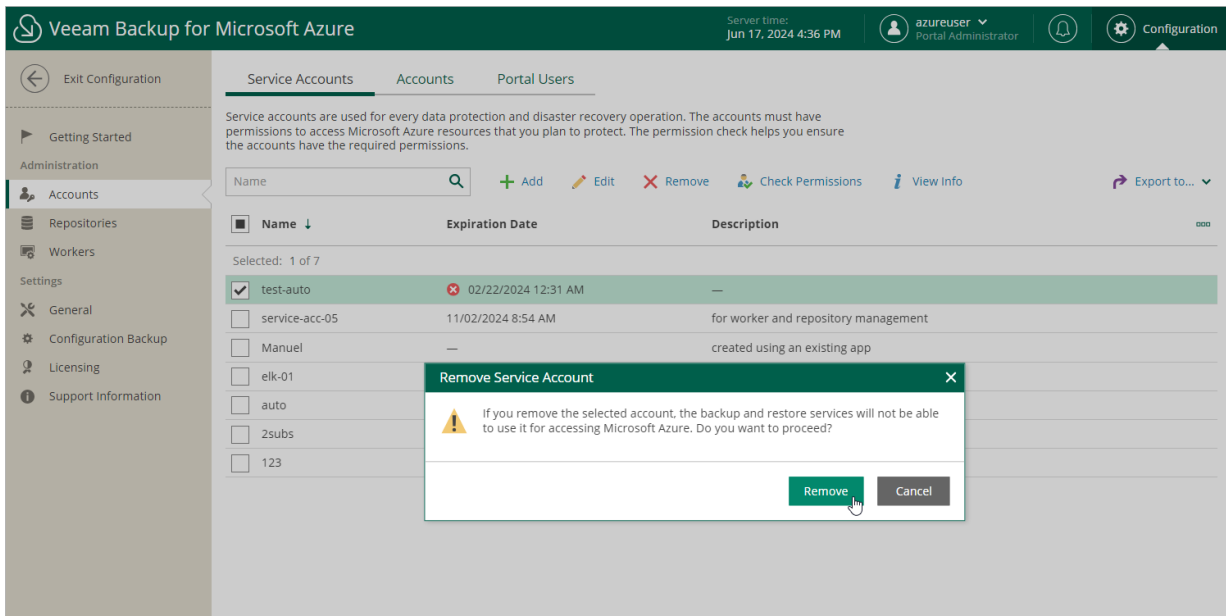 Veeam Backup for Microsoft Azure
Server time:
Jun 17, 2024 4:36 PM
azureuser
Portal Administrator
Configuration
Exit Configuration
Getting Started
Administration
Accounts
Repositories
Workers
Settings
General
Configuration Backup
Licensing
Support Information
Service Accounts Accounts Portal Users
Service accounts are used for every data protection and disaster recovery operation. The accounts must have
permissions to access Microsoft Azure resources that you plan to protect. The permission check helps you ensure
the accounts have the required permissions.
Name Add Edit Remove Check Permissions View Info Export to...
Name ↓ Expiration Date Description
Selected: 1 of 7
test-auto 02/22/2024 12:31 AM —
service-acc-05 11/02/2024 8:54 AM for worker and repository management
Manuel — created using an existing app
elk-01
auto
2subs
123
Remove Service Account
If you remove the selected account, the backup and restore services will not be able
to use it for accessing Microsoft Azure. Do you want to proceed?
Remove Cancel